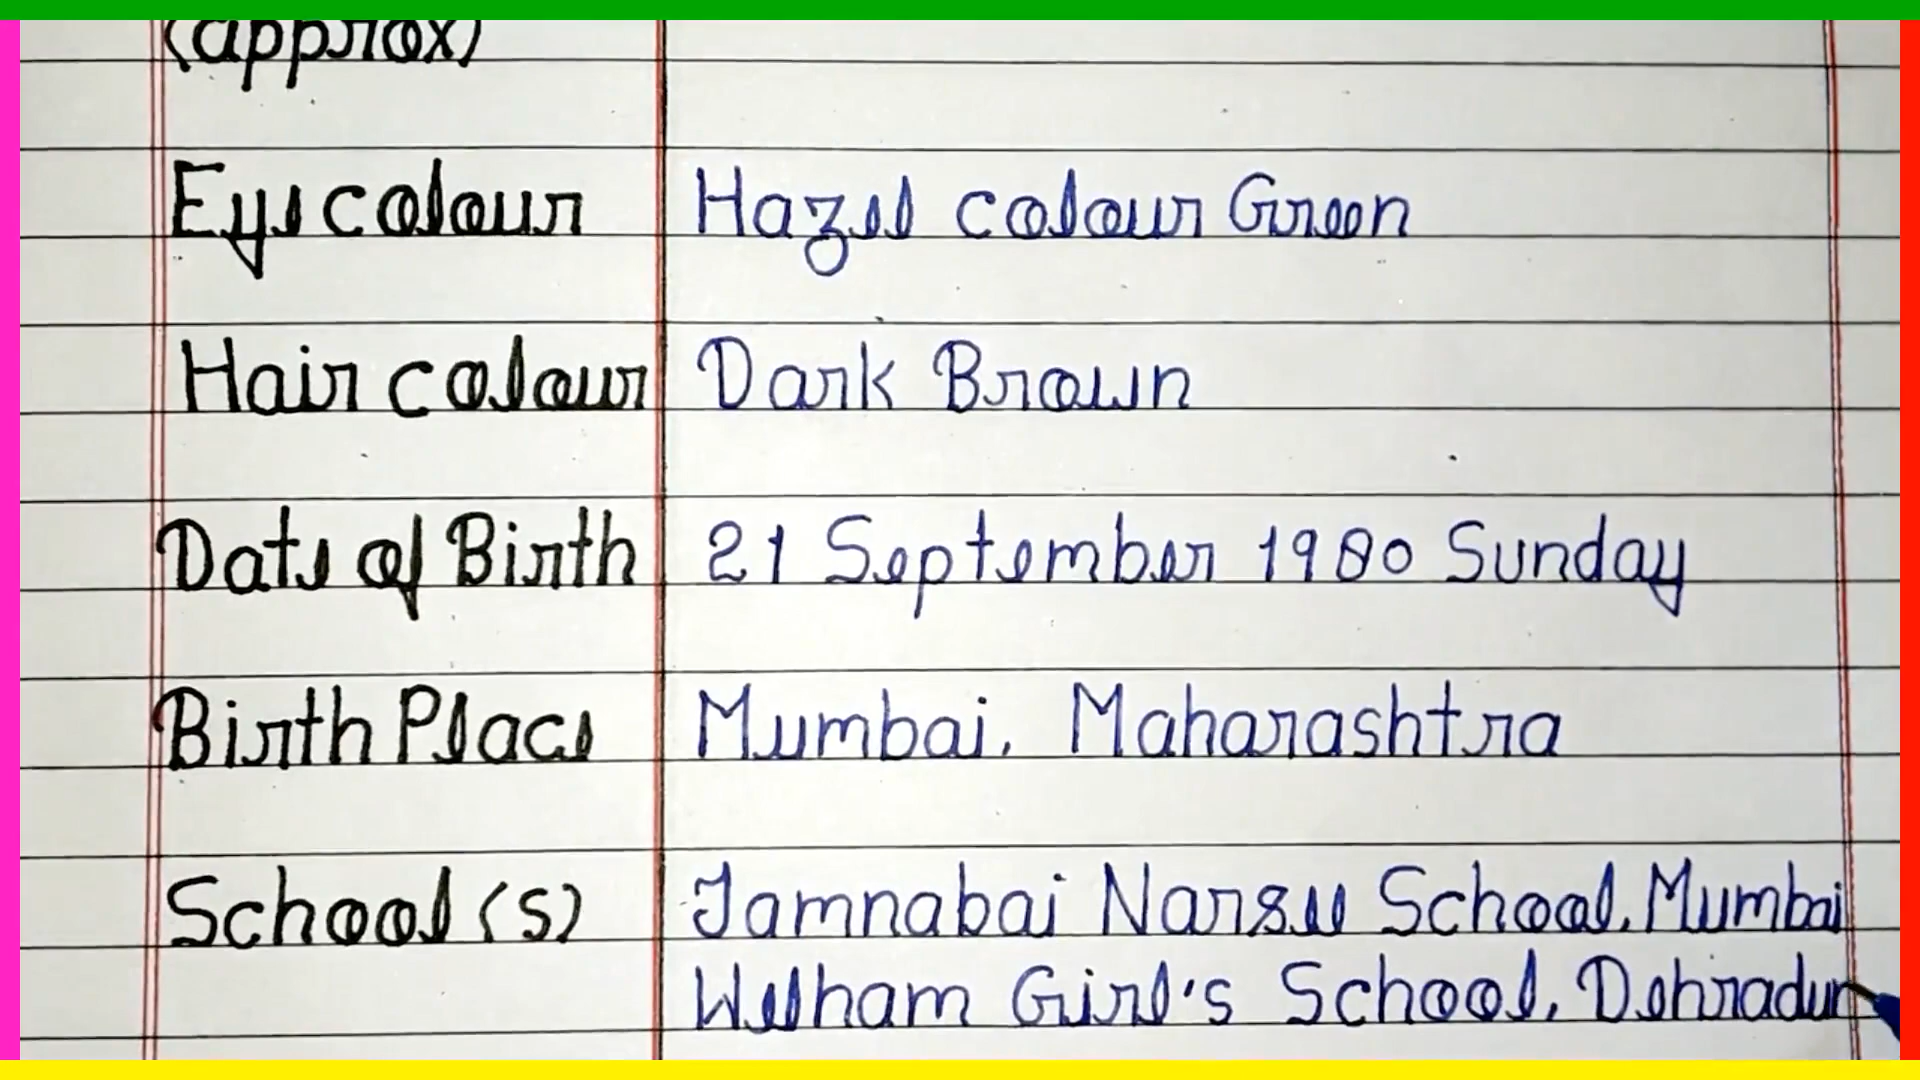 (approx)
Eye colour Hazel colour Green
Hair colour Dark Brown
Date of Birth 21 September 1980 Sunday
Birth Place Mumbai, Maharashtra
School (s) Jamnabai Narsee School, Mumbai
Welham Girl's School, Dehradun